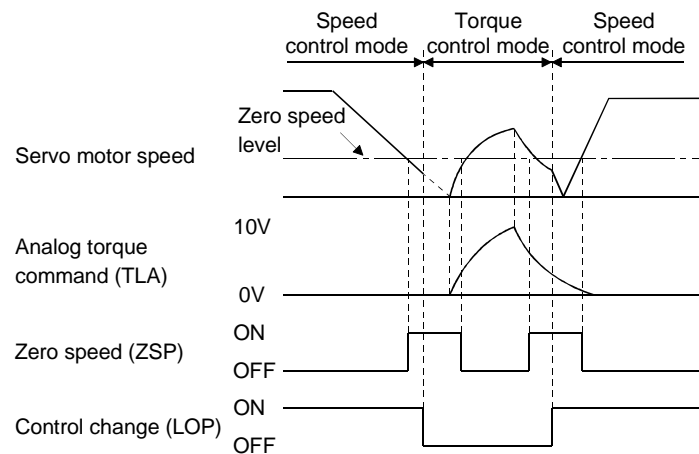 Speed
control mode
Torque
control mode
Speed
control mode
Zero speed
level
Servo motor speed
10V
Analog torque
command (TLA)
0V
ON
Zero speed (ZSP)
OFF
ON
Control change (LOP)
OFF